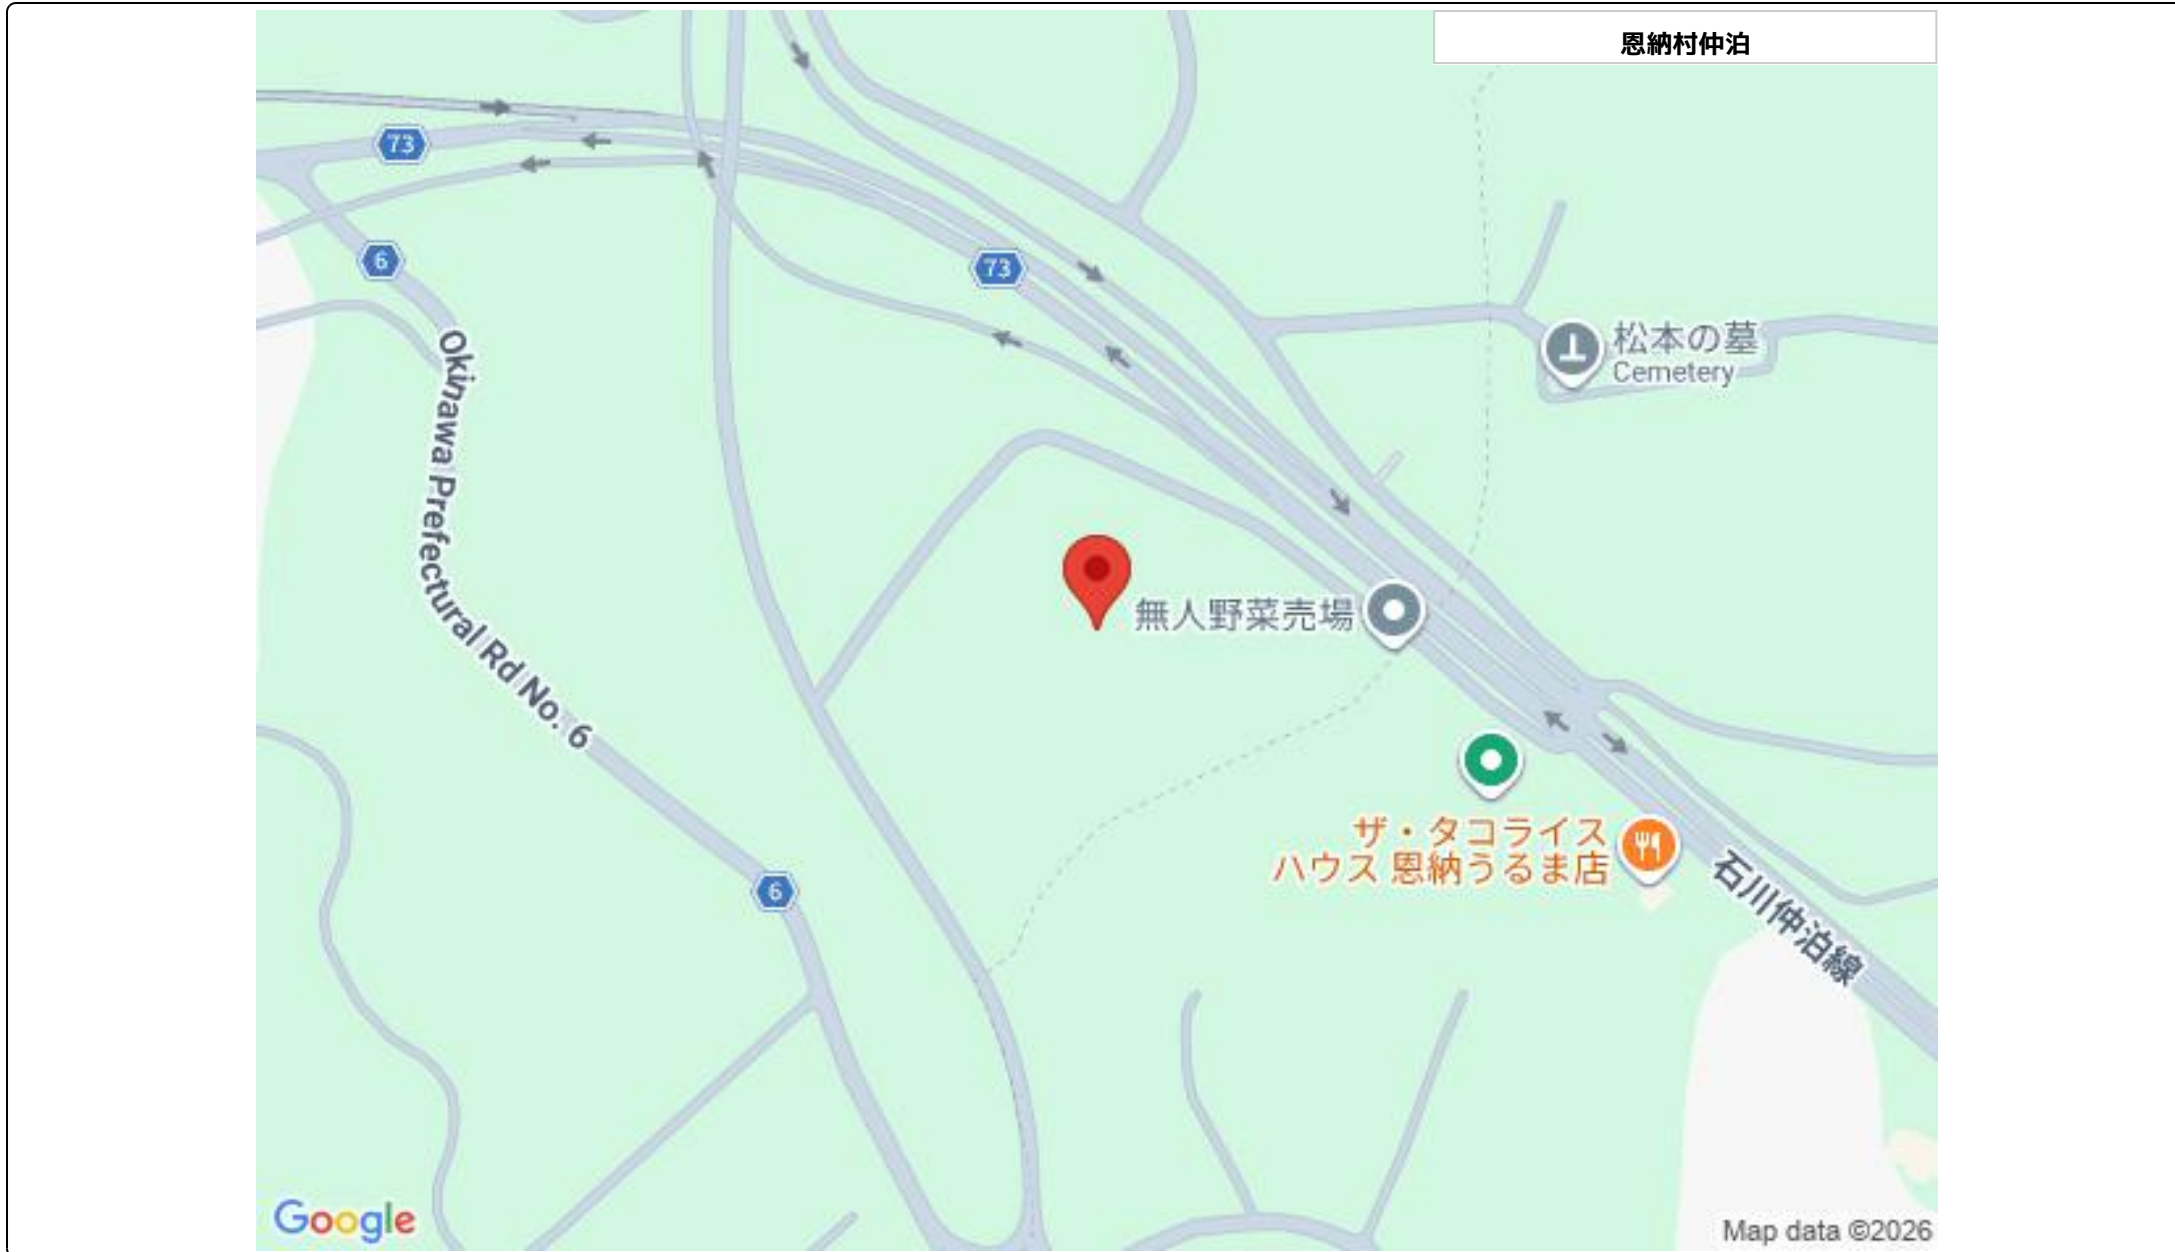 恩納村仲泊
73
6
73
Okinawa Prefectural Rd No. 6
松本の墓
Cemetery
無人野菜売場
ザ・タコライス
ハウス 恩納うるま店
6
石川仲泊線
Google
Map data ©2026